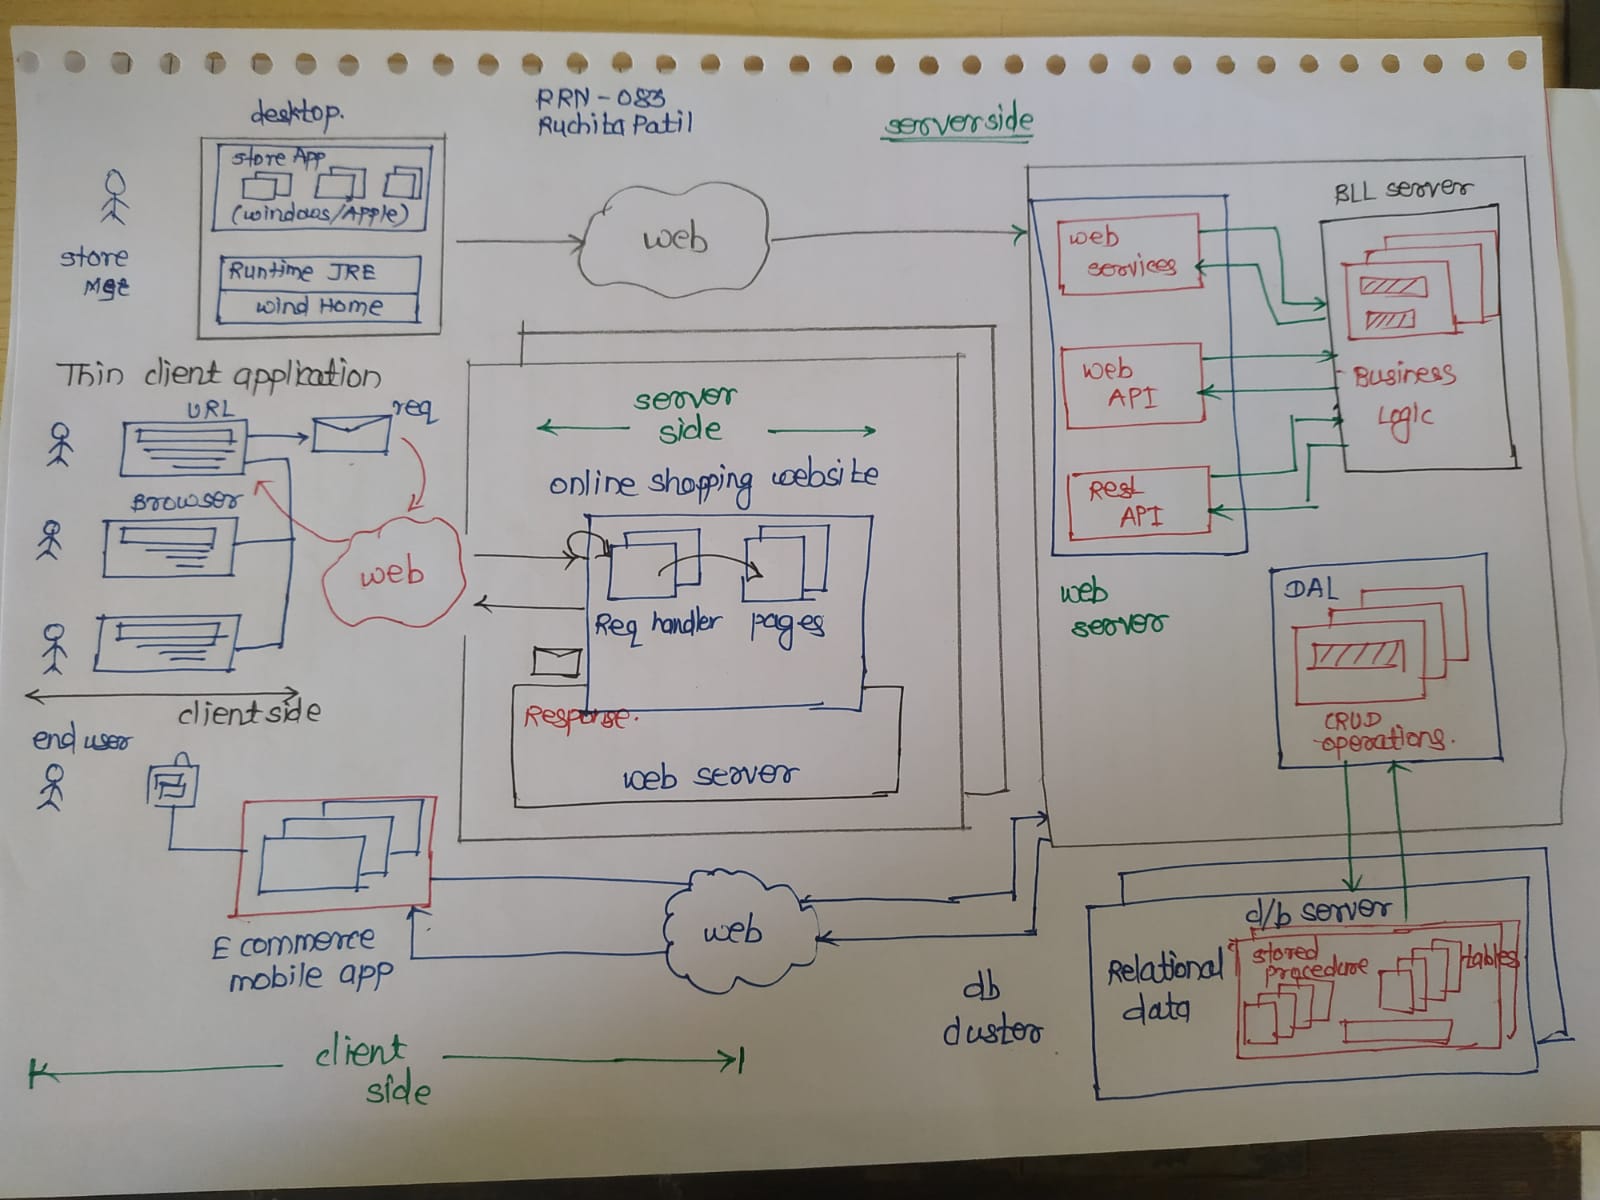 RRN-083
Ruchita Patil
desktop.
store App
(windows/Apple)
Runtime JRE
wind Home
store
Mgt
web
serverside
web
services
web
API
Rest
API
web
server
BLL server
Business
Logic
DAL
CRUD
operations.
Thin client application
URL
req
Browser
web
clientside
server
side
online shopping website
Req handler
pages
Response.
web server
end user
E commerce
mobile app
web
client
side
db
cluster
d/b server
Relational
data
stored
procedure
tables